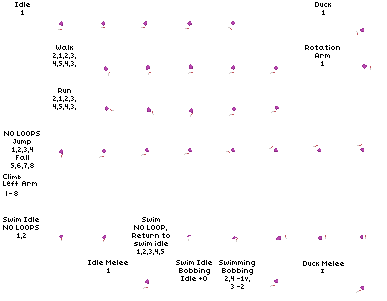 Idle
1
Duck
1
Walk
2,1,2,3,
4,5,4,3,
Rotation
Arm
1
Run
2,1,2,3,
4,5,4,3,
NO LOOPS
Jump
1,2,3,4
Fall
5,6,7,8
Climb
Left Arm
1-8
Swim Idle
NO LOOPS
1,2
Swim
NO LOOP,
Return to
swim idle
1,2,3,4,5
Idle Melee
1
Swim Idle
Bobbing
Idle +0
Swimming
Bobbing
2,4 -1v,
3 -2
Duck Melee
1